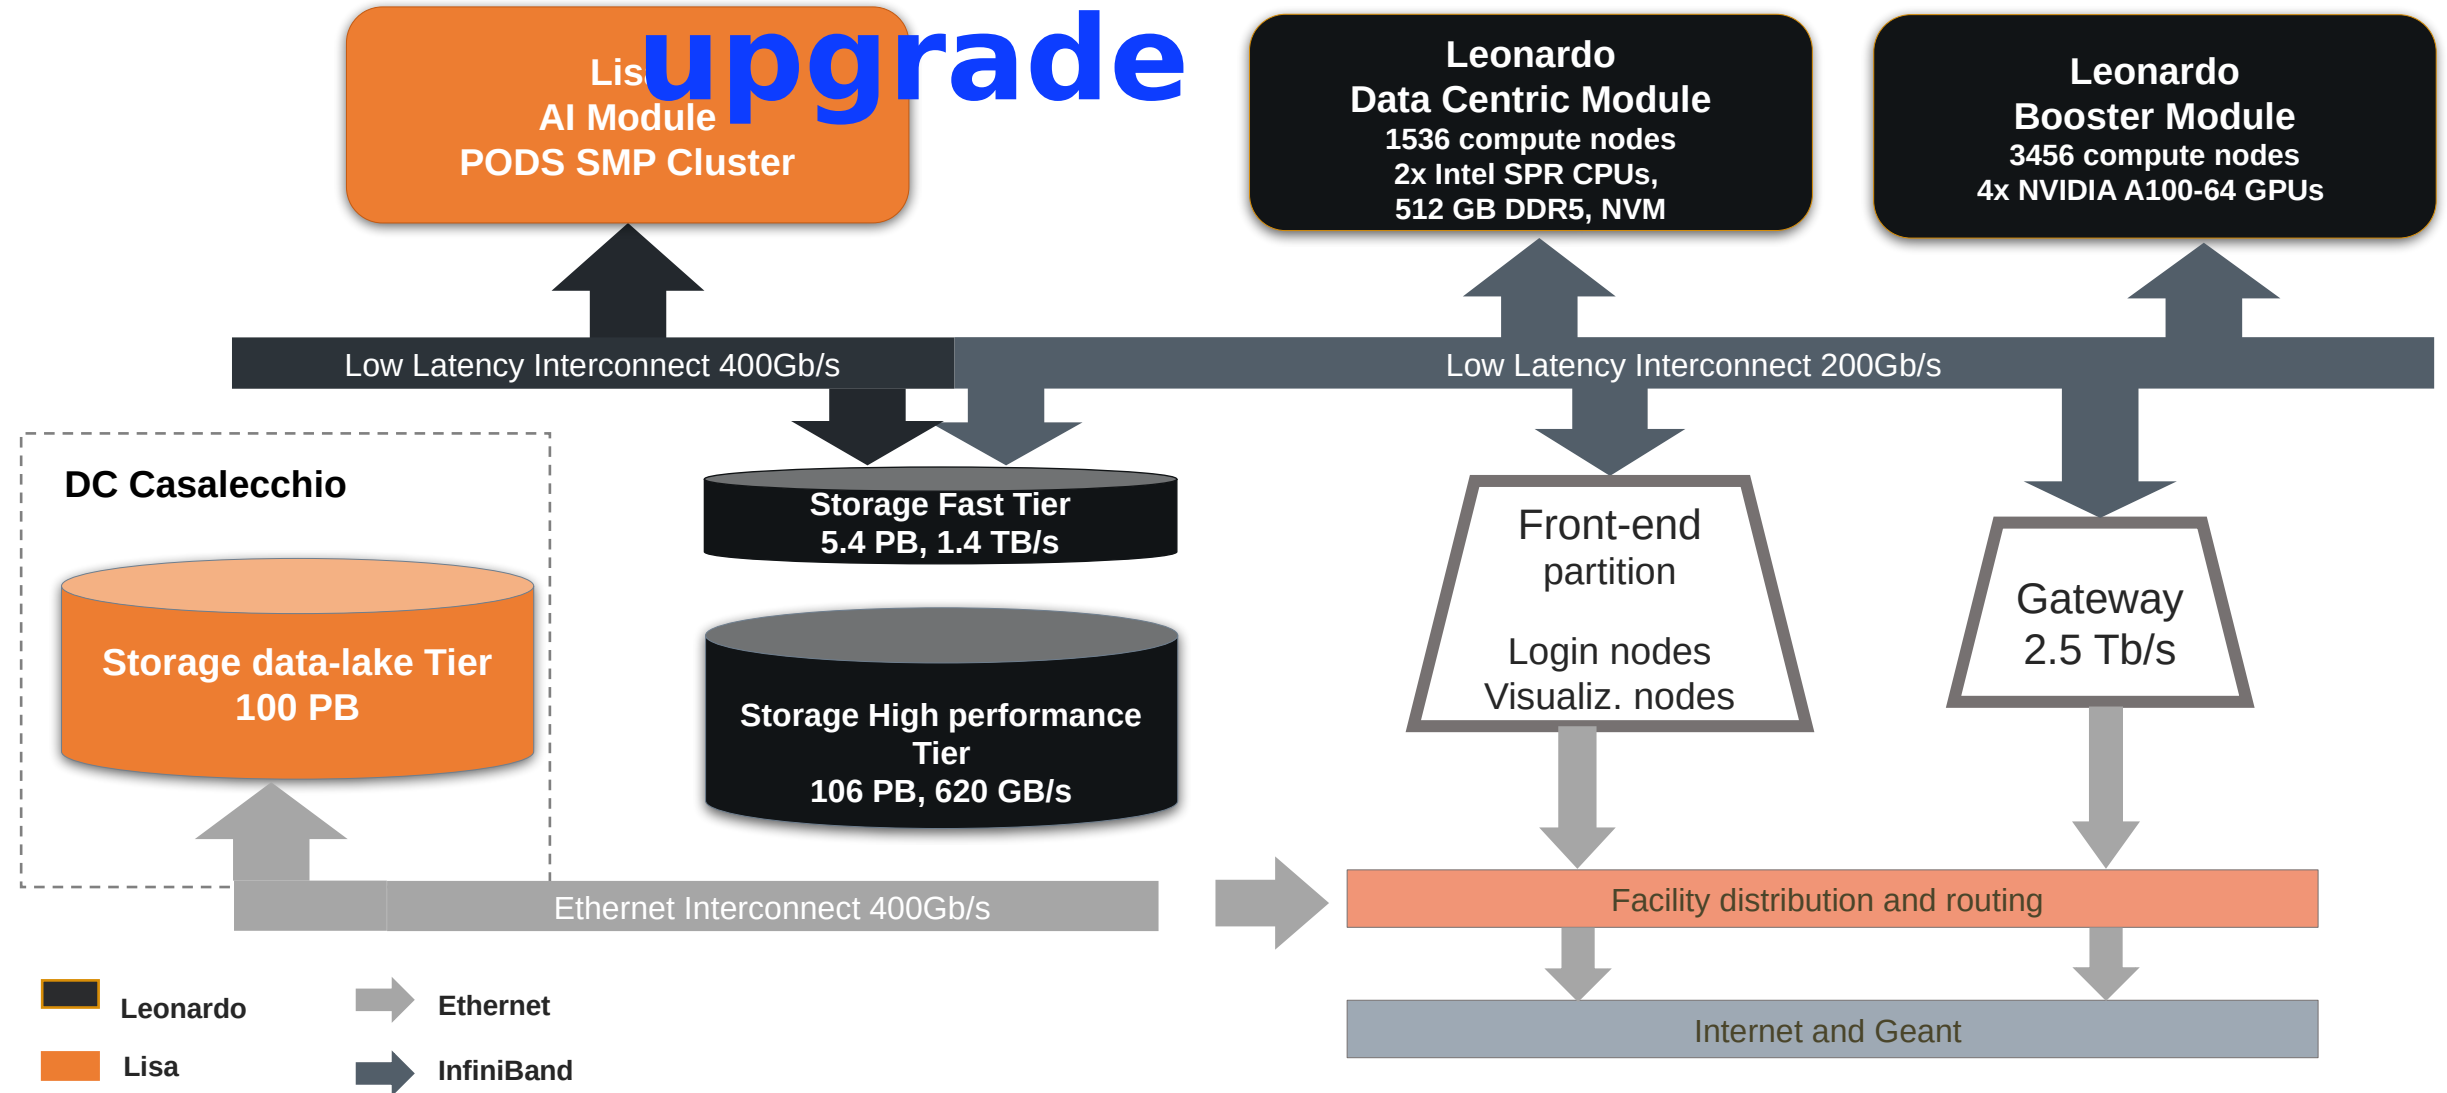 upgrade
Lisa
AI Module
PODS SMP Cluster
Leonardo
Data Centric Module
1536 compute nodes
2x Intel SPR CPUs,
512 GB DDR5, NVM
Leonardo
Booster Module
3456 compute nodes
4x NVIDIA A100-64 GPUs
Low Latency Interconnect 400Gb/s
Low Latency Interconnect 200Gb/s
DC Casalecchio
Storage data-lake Tier
100 PB
Storage Fast Tier
5.4 PB, 1.4 TB/s
Storage High performance
Tier
106 PB, 620 GB/s
Front-end
partition
Login nodes
Visualiz. nodes
Gateway
2.5 Tb/s
Ethernet Interconnect 400Gb/s
Facility distribution and routing
Internet and Geant
Leonardo
Lisa
Ethernet
InfiniBand